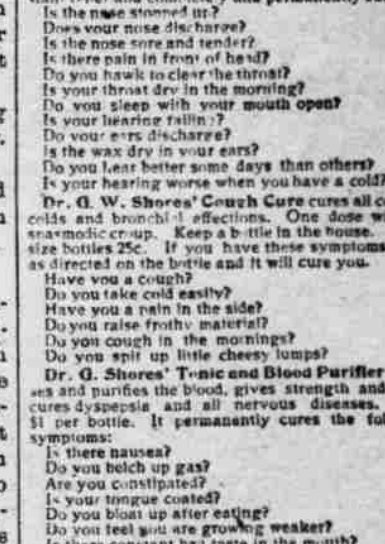 Is the nose stopped up?
Does your nose discharge?
Is the nose sore and tender?
Is there pain in front of head?
Do you hawk to clear the throat?
Is your throat dry in the morning?
Do you sleep with your mouth open?
Is your hearing failing?
Do your ears discharge?
Is the wax dry in your ears?
Do you hear better some days than others?
Is your hearing worse when you have a cold?
Dr. G. W. Shores' Cough Cure cures all co
colds and bronchial affections. One dose w
spasmodic croup. Keep a bottle in the house.
size bottles 25c. If you have these symptoms
as directed on the bottle and it will cure you.
Have you a cough?
Do you take cold easily?
Have you a pain in the side?
Do you raise frothy material?
Do you cough in the mornings?
Do you spit up little cheesy lumps?
Dr. G. Shores' Tonic and Blood Purifier
ses and purifies the blood, gives strength and
cures dyspepsia and all nervous diseases.
$1 per bottle. It permanently cures the fol
symptoms:
Is there nausea?
Do you belch up gas?
Are you constipated?
Is your tongue coated?
Do you bloat up after eating?
Do you feel you are growing weaker?
Is there constant bad taste in the mouth?